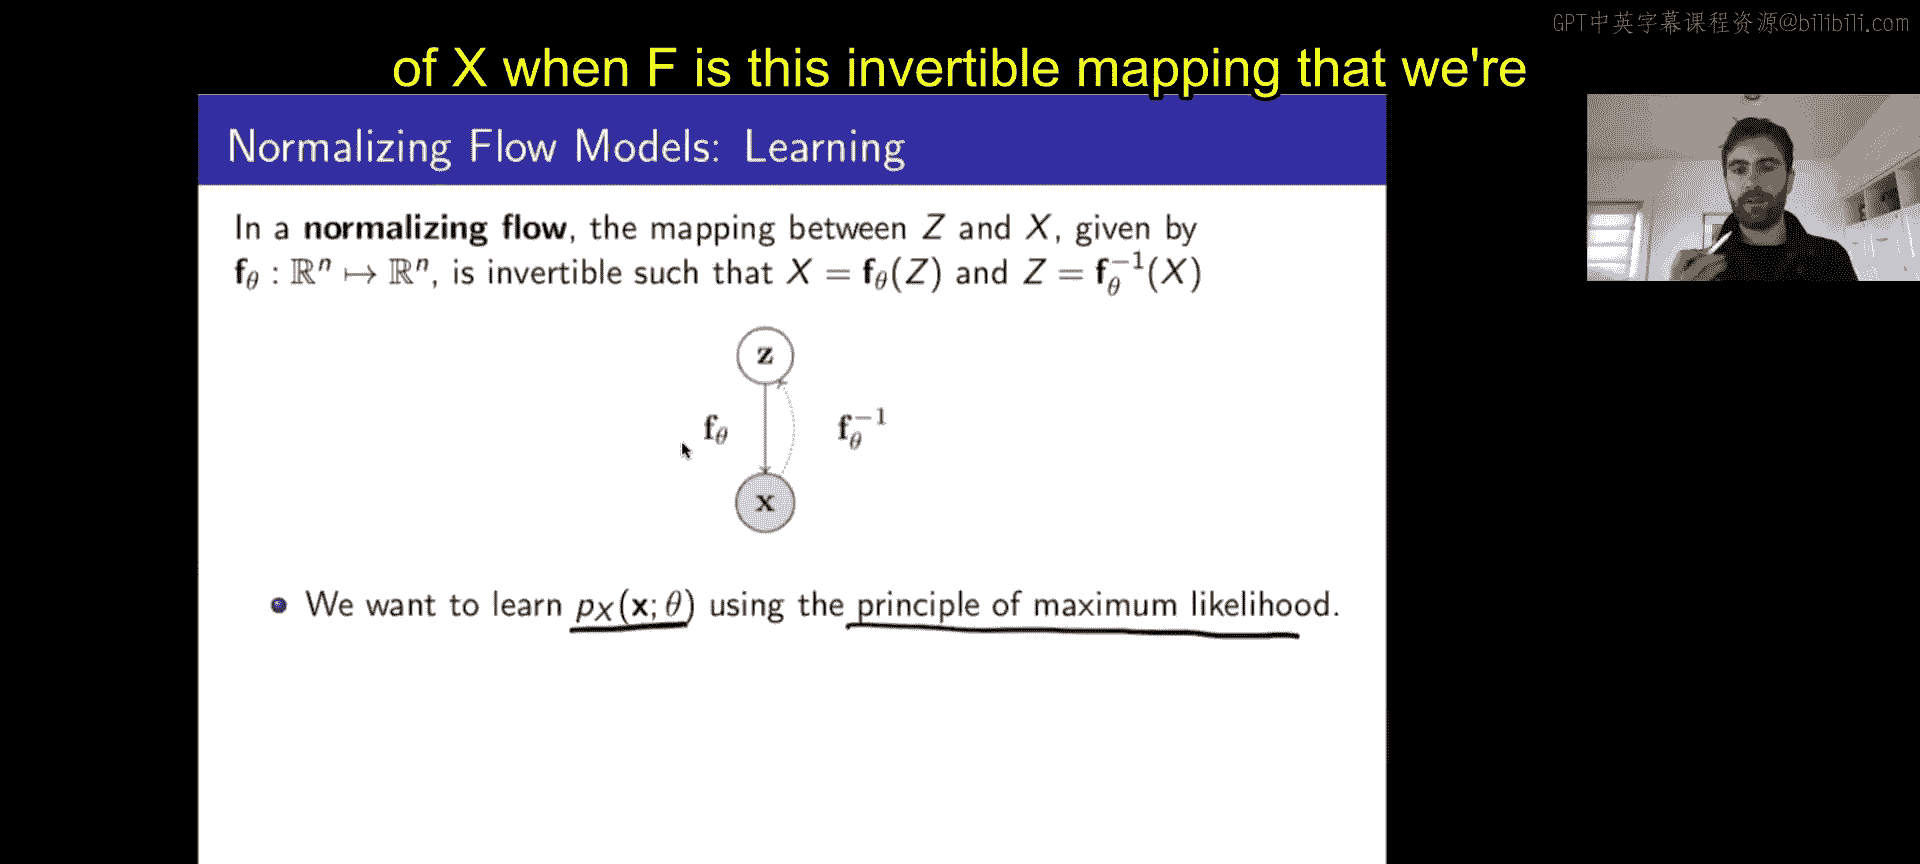 GPT中英字幕课程资源@bilibili.com
of X when F is this invertible mapping that we're
Normalizing Flow Models: Learning
In a normalizing flow, the mapping between Z and X, given by
f_θ : ℝⁿ ↦ ℝⁿ, is invertible such that X = f_θ(Z) and Z = f_θ⁻¹(X)
z
f_θ f_θ⁻¹
x
We want to learn p_X(x; θ) using the principle of maximum likelihood.